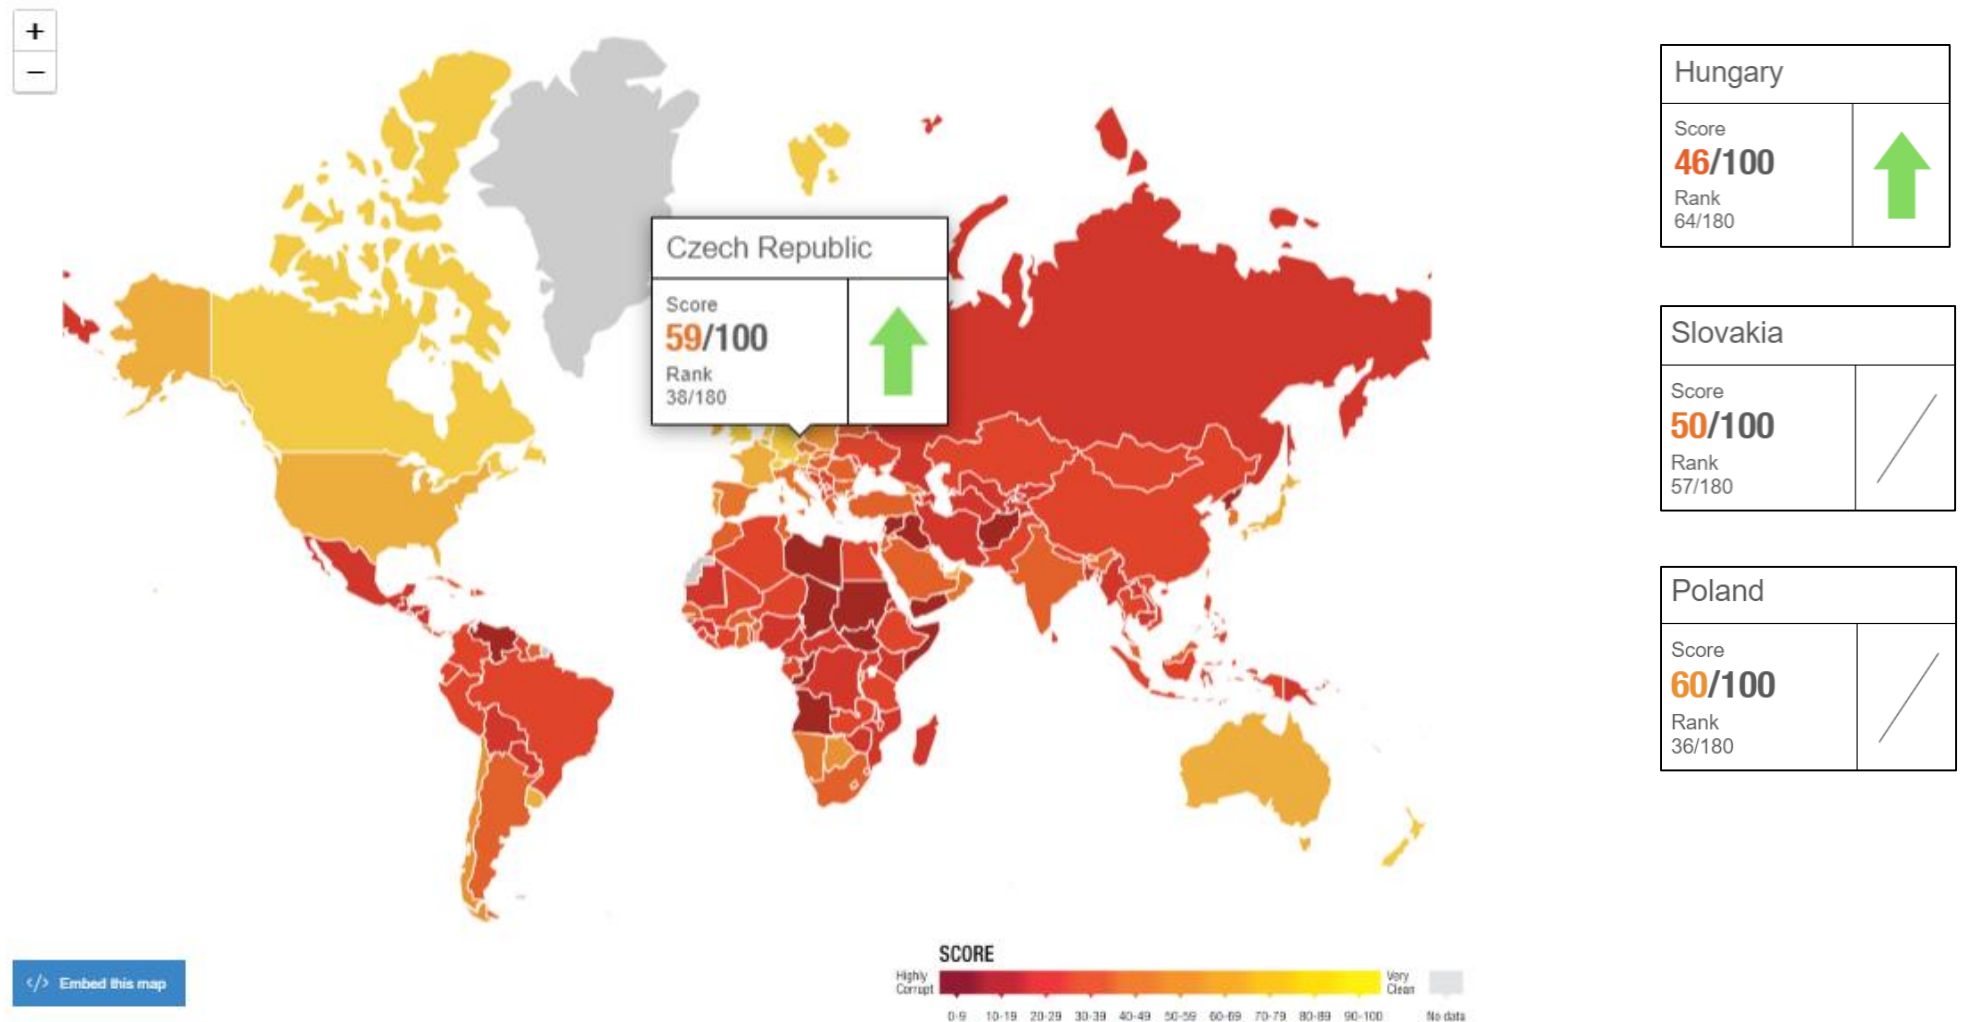 +
−
Czech Republic
Score
59/100
Rank
38/180
Hungary
Score
46/100
Rank
64/180
Slovakia
Score
50/100
Rank
57/180
Poland
Score
60/100
Rank
36/180
</> Embed this map
SCORE
Highly Corrupt
Very Clean
0-9 10-19 20-29 30-39 40-49 50-59 60-69 70-79 80-89 90-100 No data